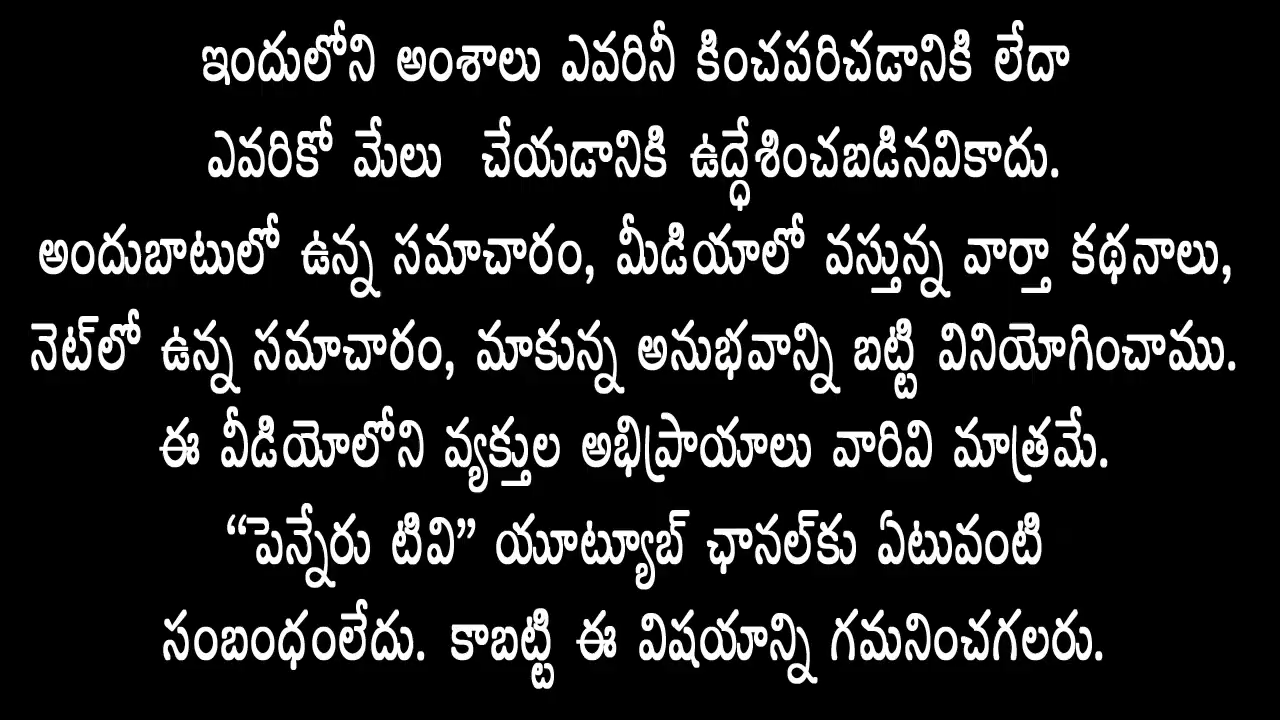 ఇందులోని అంశాలు ఎవరినీ కించపరిచడానికి లేదా
ఎవరికో మేలు చేయడానికి ఉద్ధేశించబడినవికాదు.
అందుబాటులో ఉన్న సమాచారం, మీడియాలో వస్తున్న వార్తా కథనాలు,
నెట్‌లో ఉన్న సమాచారం, మాకున్న అనుభవాన్ని బట్టి వినియోగించాము.
ఈ వీడియోలోని వ్యక్తుల అభిప్రాయాలు వారివి మాత్రమే.
“పెన్నేరు టివి” యూట్యూబ్ ఛానల్‌కు ఏటువంటి
సంబంధంలేదు. కాబట్టి ఈ విషయాన్ని గమనించగలరు.